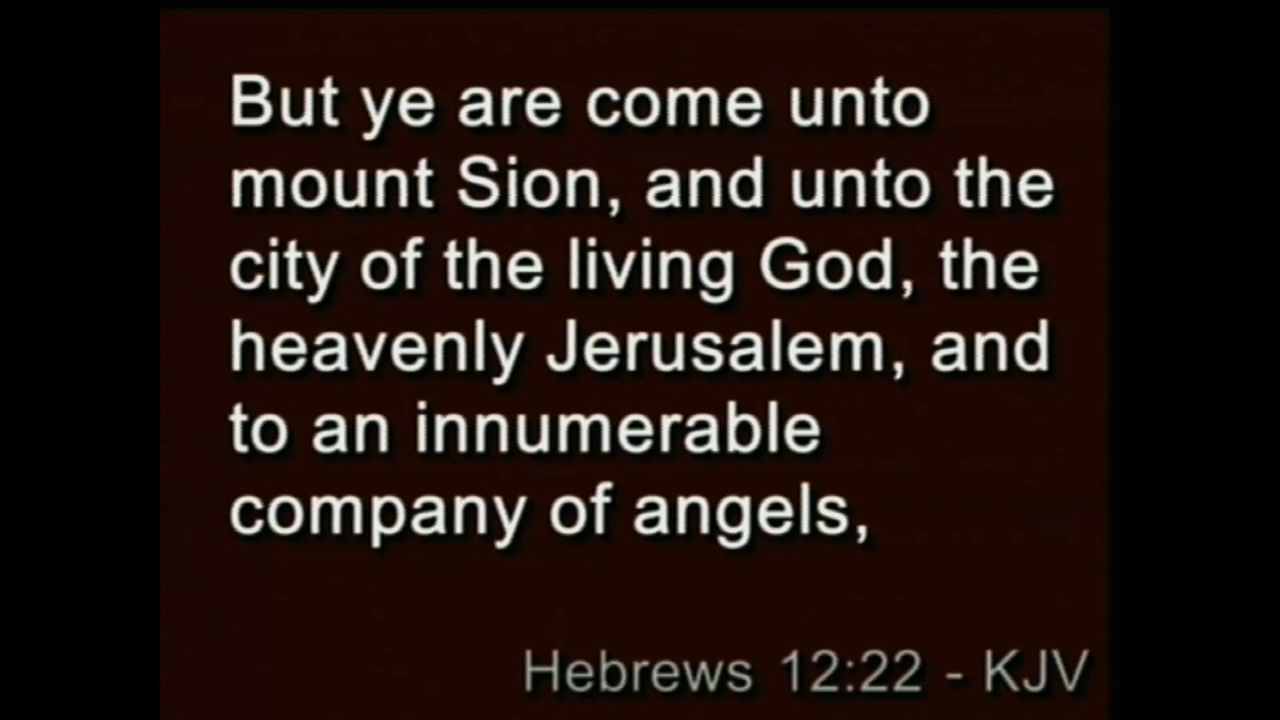 But ye are come unto
mount Sion, and unto the
city of the living God, the
heavenly Jerusalem, and
to an innumerable
company of angels,
Hebrews 12:22 - KJV